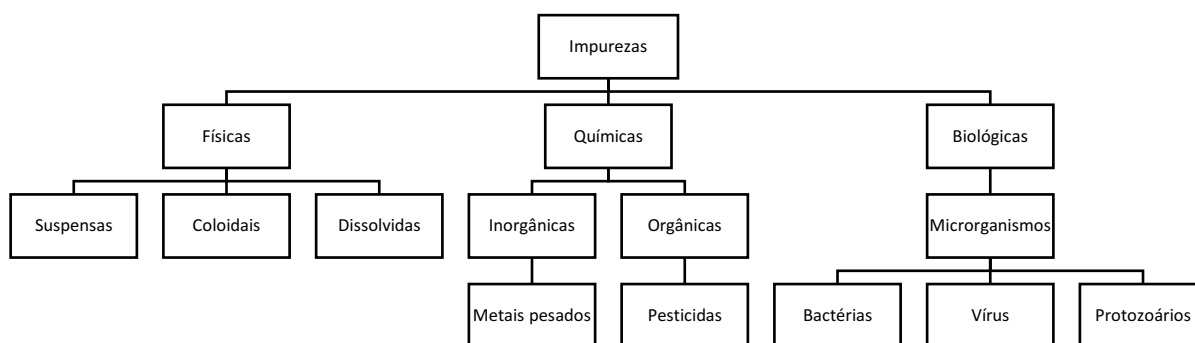 Impurezas
Físicas
Químicas
Biológicas
Suspensas
Coloidais
Dissolvidas
Inorgânicas
Orgânicas
Microrganismos
Metais pesados
Pesticidas
Bactérias
Vírus
Protozoários